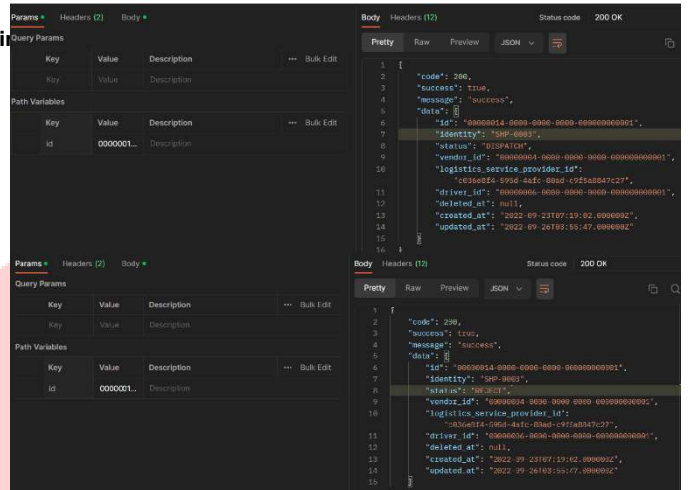 Params Headers (2) Body
Query Params
Key Value Description ... Bulk Edit
Key Value Description
Path Variables
Key Value Description ... Bulk Edit
id 0000001... Description
Body Headers (12) Status code 200 OK
Pretty Raw Preview JSON
1 {
2 "code": 200,
3 "success": true,
4 "message": "success",
5 "data": {
6 "id": "00000014-0000-0000-0000-000000000001",
7 "identity": "SHP-0003",
8 "status": "DISPATCH",
9 "vendor_id": "00000004-0000-0000-0000-000000000001",
10 "logistics_service_provider_id":
"c036e8f4-595d-4afc-80ad-c9f5a8847c27",
11 "driver_id": "00000006-0000-0000-0000-000000000001",
12 "deleted_at": null,
13 "created_at": "2022-09-23T07:19:02.000000Z",
14 "updated_at": "2022-09-26T03:55:47.000000Z"
15 }
16 }
Params Headers (2) Body
Query Params
Key Value Description ... Bulk Edit
Key Value Description
Path Variables
Key Value Description ... Bulk Edit
id 0000001... Description
Body Headers (12) Status code 200 OK
Pretty Raw Preview JSON
1 {
2 "code": 200,
3 "success": true,
4 "message": "success",
5 "data": {
6 "id": "00000014-0000-0000-0000-000000000001",
7 "identity": "SHP-0003",
8 "status": "REJECT",
9 "vendor_id": "00000004-0000-0000-0000-000000000001",
10 "logistics_service_provider_id":
"c036e8f4-595d-4afc-80ad-c9f5a8847c27",
11 "driver_id": "00000006-0000-0000-0000-000000000001",
12 "deleted_at": null,
13 "created_at": "2022-09-23T07:19:02.000000Z",
14 "updated_at": "2022-09-26T03:55:47.000000Z"
15 }